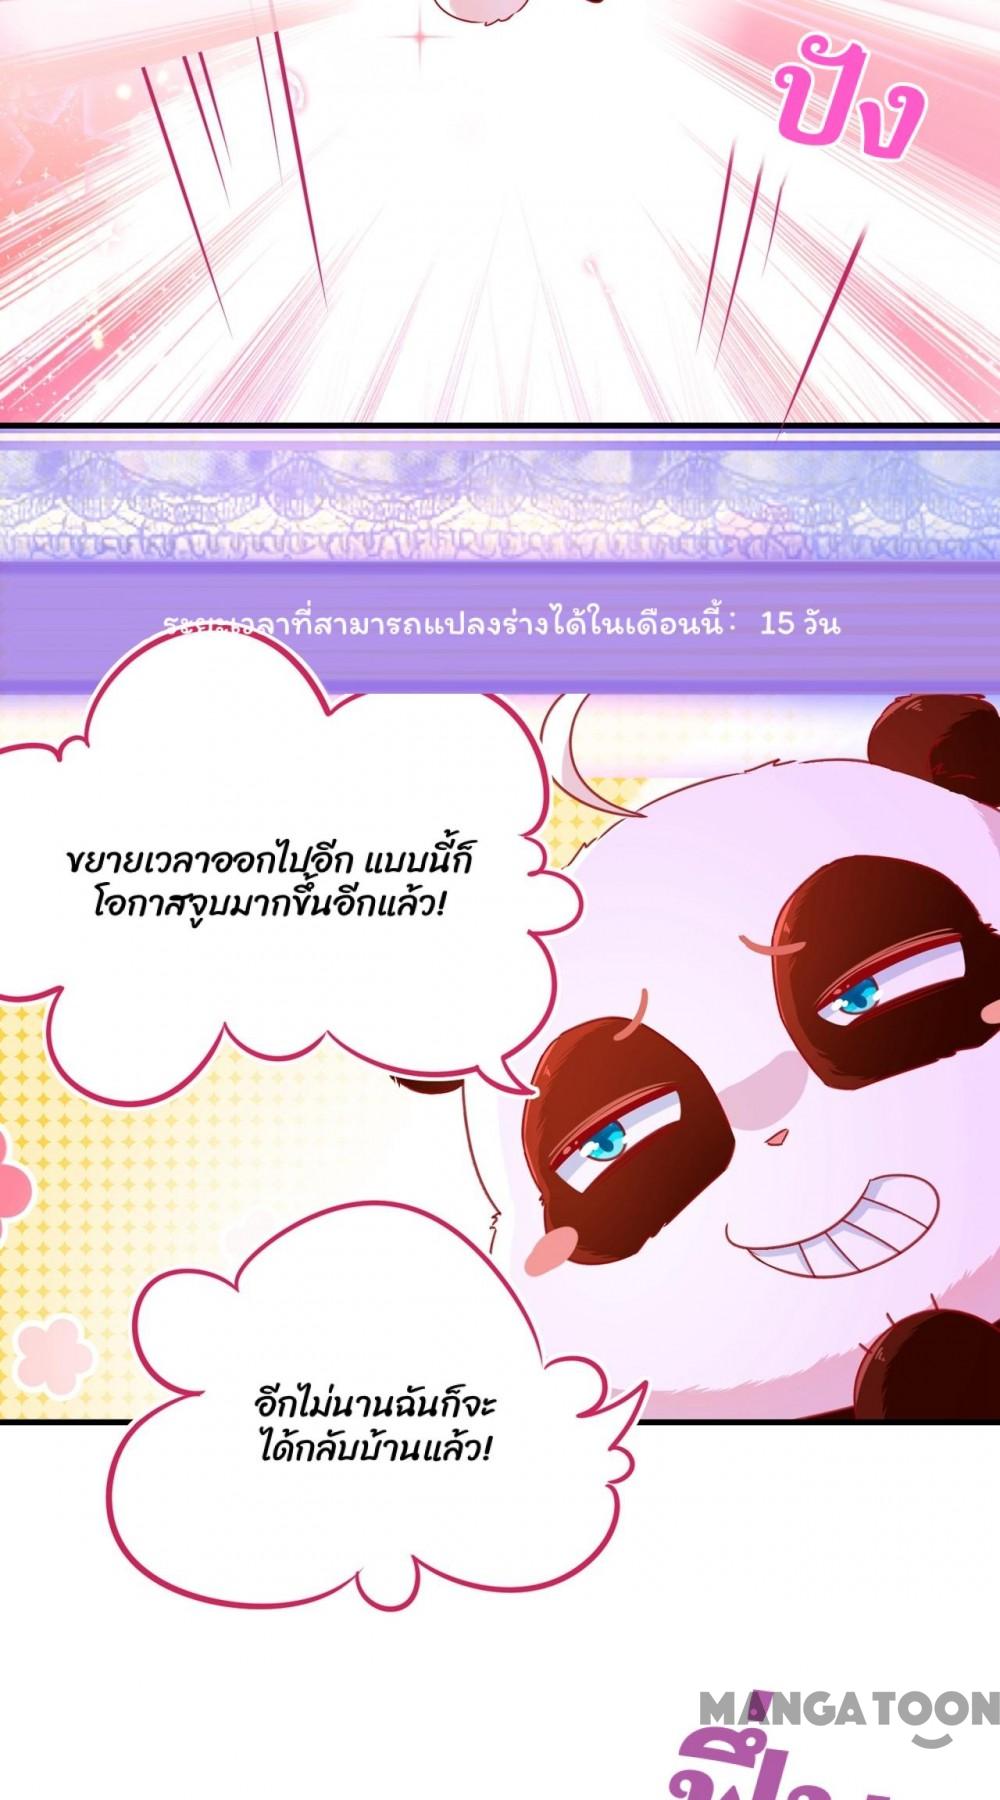 ปัง
ระยะเวลาที่สามารถแปลงร่างได้ในเดือนนี้: 15 วัน
ขยายเวลาออกไปอีก แบบนี้ก็
โอกาสจูบมากขึ้นอีกแล้ว!
อีกไม่นานฉันก็จะ
ได้กลับบ้านแล้ว!
MANGATOON